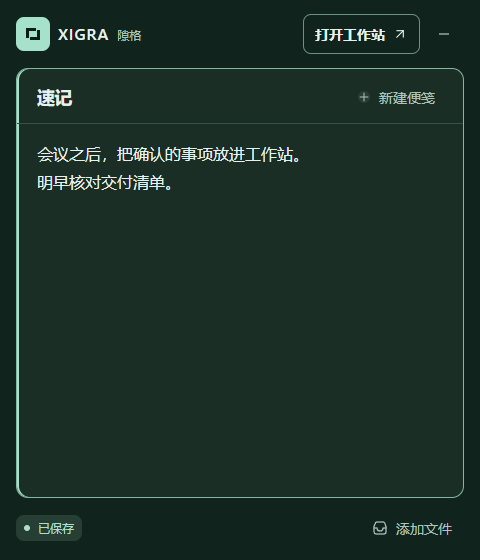 XIGRA 隐格
打开工作站
速记
新建便笺
会议之后，把确认的事项放进工作站。
明早核对交付清单。
已保存
添加文件